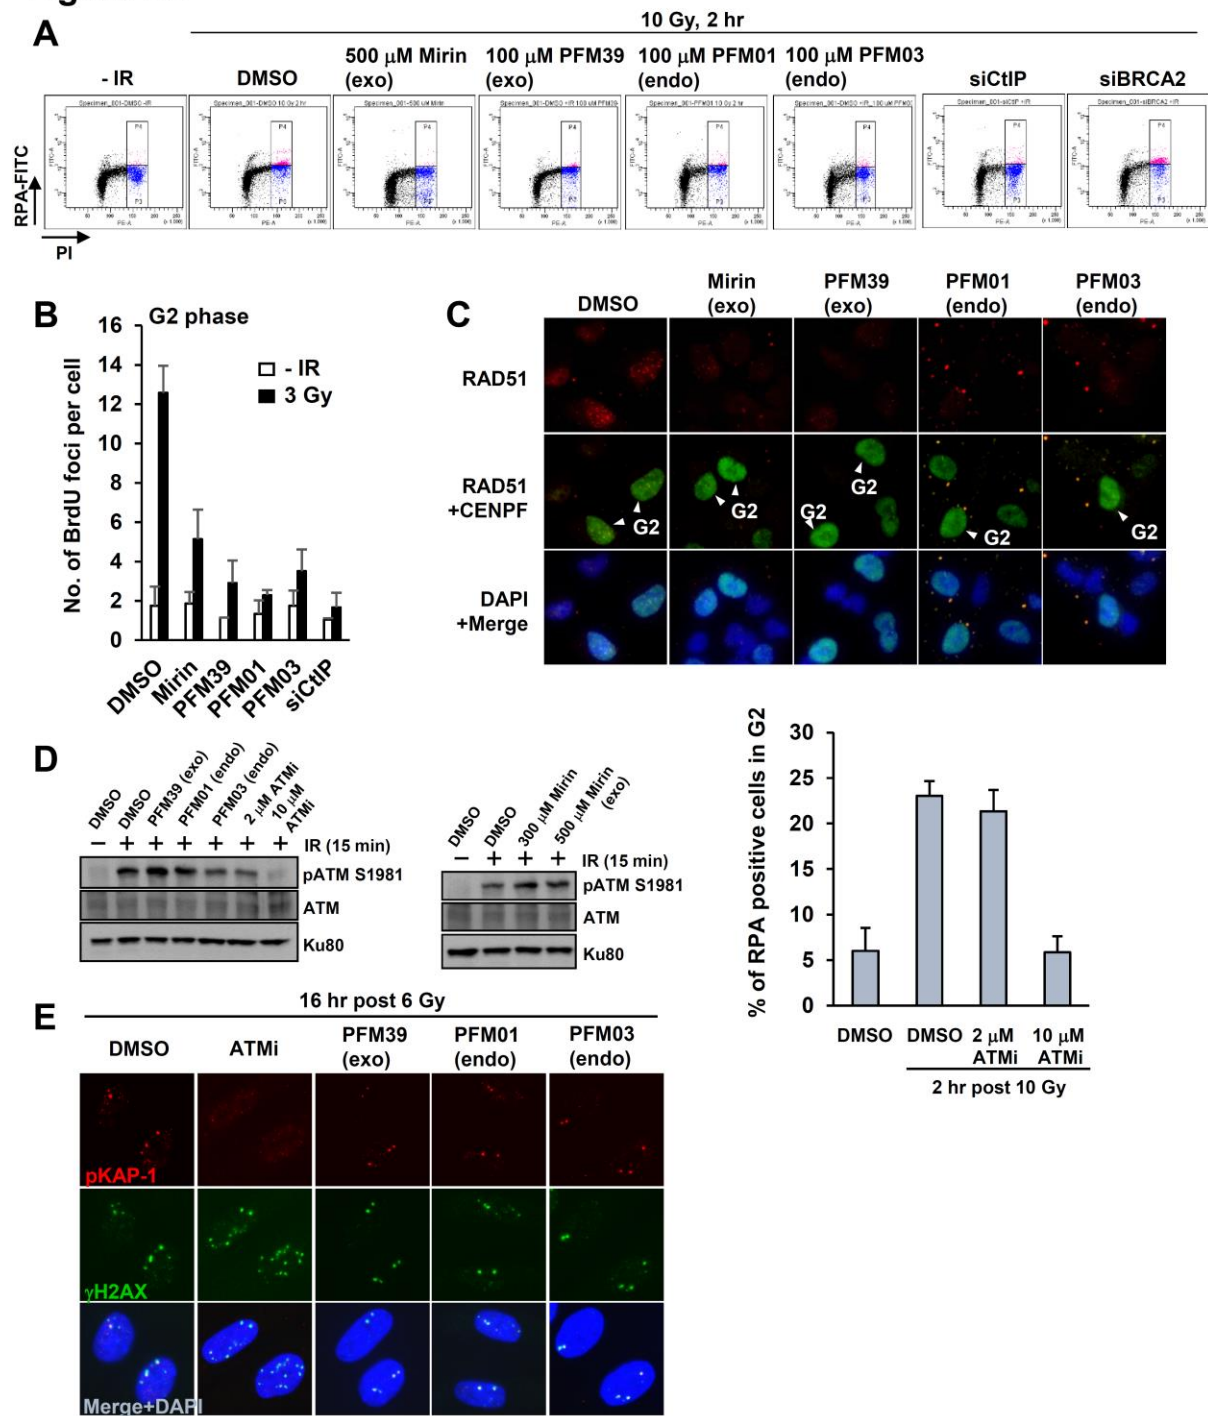 A
10 Gy, 2 hr
- IR
DMSO
500 μM Mirin
(exo)
100 μM PFM39
(exo)
100 μM PFM01
(endo)
100 μM PFM03
(endo)
siCtIP
siBRCA2
RPA-FITC
PI
P4
PE-A
B
G2 phase
No. of BrdU foci per cell
16
14
12
10
8
6
4
2
0
- IR
3 Gy
DMSO
Mirin
PFM39
PFM01
PFM03
siCtIP
C
DMSO
Mirin
(exo)
PFM39
(exo)
PFM01
(endo)
PFM03
(endo)
RAD51
RAD51
+CENPF
DAPI
+Merge
G2
G2
G2
G2
G2
G2
G2
D
DMSO
DMSO
PFM39 (exo)
PFM01 (endo)
PFM03 (endo)
2 μM ATMi
10 μM
ATMi
− + + + + + + IR (15 min)
pATM S1981
ATM
Ku80
DMSO
DMSO
300 μM Mirin
500 μM Mirin
(exo)
− + + + IR (15 min)
pATM S1981
ATM
Ku80
% of RPA positive cells in G2
30
25
20
15
10
5
0
DMSO
DMSO
2 μM
ATMi
10 μM
ATMi
2 hr post 10 Gy
E
16 hr post 6 Gy
DMSO
ATMi
PFM39
(exo)
PFM01
(endo)
PFM03
(endo)
pKAP-1
γH2AX
Merge+DAPI